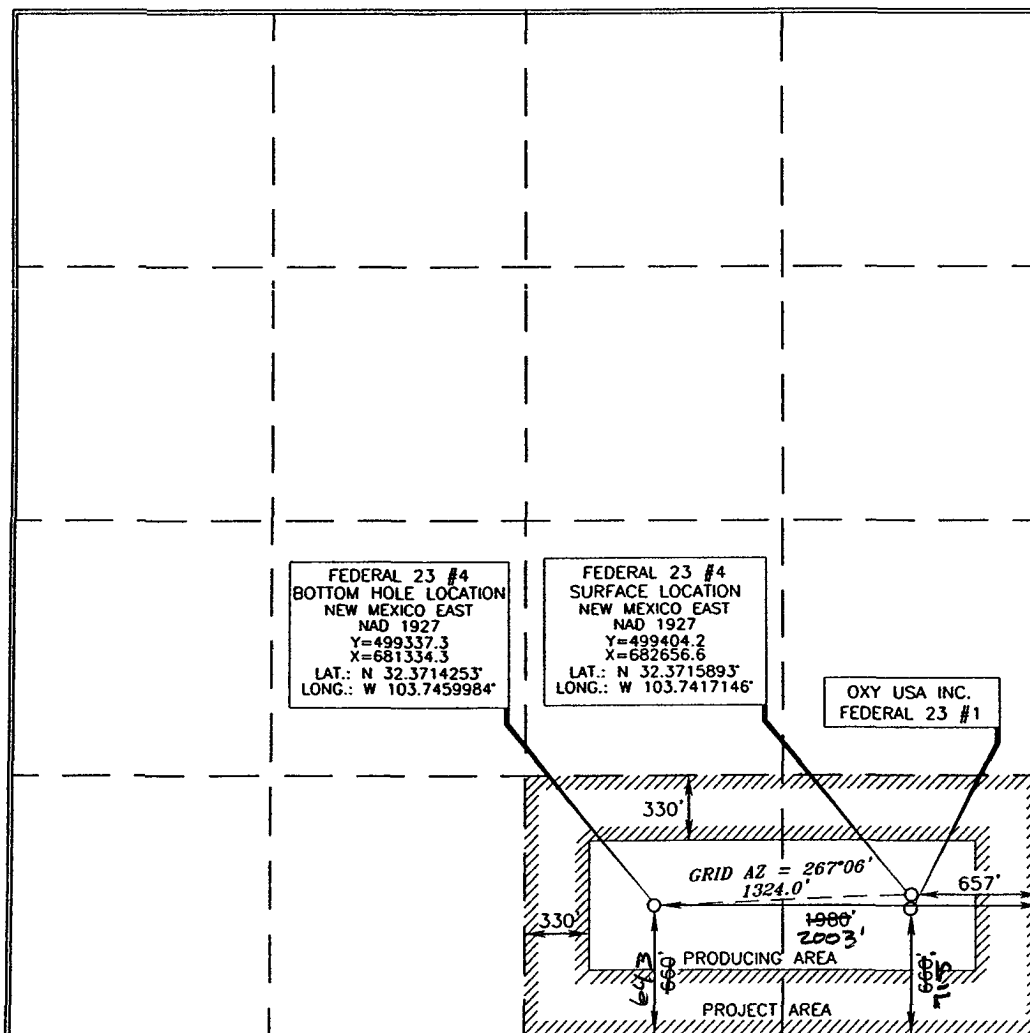 FEDERAL 23 #4
BOTTOM HOLE LOCATION
NEW MEXICO EAST
NAD 1927
Y=499337.3
X=681334.3
LAT.: N 32.3714253°
LONG.: W 103.7459984°
FEDERAL 23 #4
SURFACE LOCATION
NEW MEXICO EAST
NAD 1927
Y=499404.2
X=682656.6
LAT.: N 32.3715893°
LONG.: W 103.7417146°
OXY USA INC.
FEDERAL 23 #1
330'
GRID AZ = 267°06'
1324.0'
657'
330'
1980'
2003'
643
660'
PRODUCING AREA
660'
715
PROJECT AREA